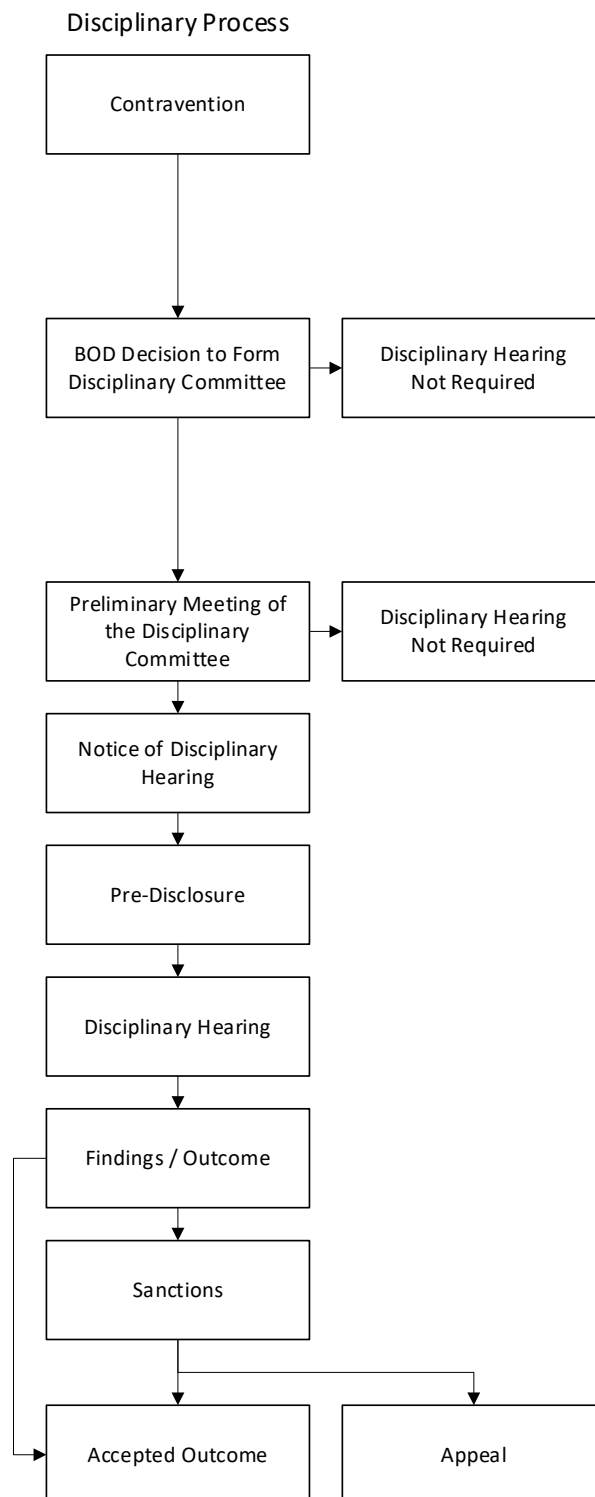 Disciplinary Process
Contravention
BOD Decision to Form
Disciplinary Committee
Disciplinary Hearing
Not Required
Preliminary Meeting of
the Disciplinary
Committee
Disciplinary Hearing
Not Required
Notice of Disciplinary
Hearing
Pre-Disclosure
Disciplinary Hearing
Findings / Outcome
Sanctions
Accepted Outcome
Appeal